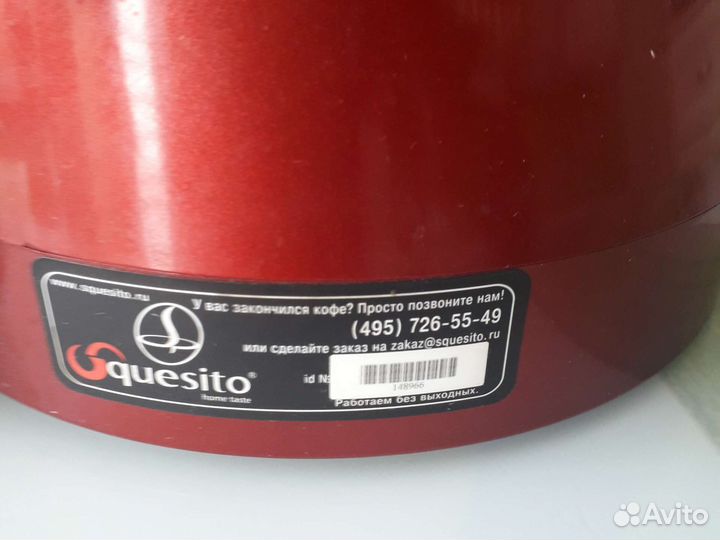 www.squesito.ru
У вас закончился кофе? Просто позвоните нам!
(495) 726-55-49
или сделайте заказ на zakaz@squesito.ru
Squesito®
home taste
id №
148966
Работаем без выходных.
Avito